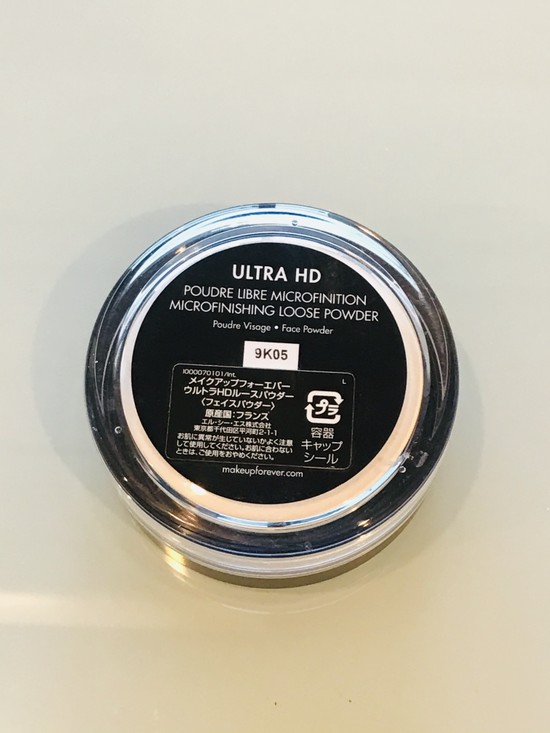 ULTRA HD
POUDRE LIBRE MICROFINITION
MICROFINISHING LOOSE POWDER
Poudre Visage • Face Powder
9K05
I000070101/Int.
L
メイクアップフォーエバー
ウルトラHDルースパウダー
〈フェイスパウダー〉
原産国:フランス
エル・シー・エス株式会社
東京都千代田区平河町2-1-1
お肌に異常が生じていないかよく注意
して使用してください。お肌に合わない
ときは、ご使用をおやめください。
プラ
容器
キャップ
シール
makeupforever.com